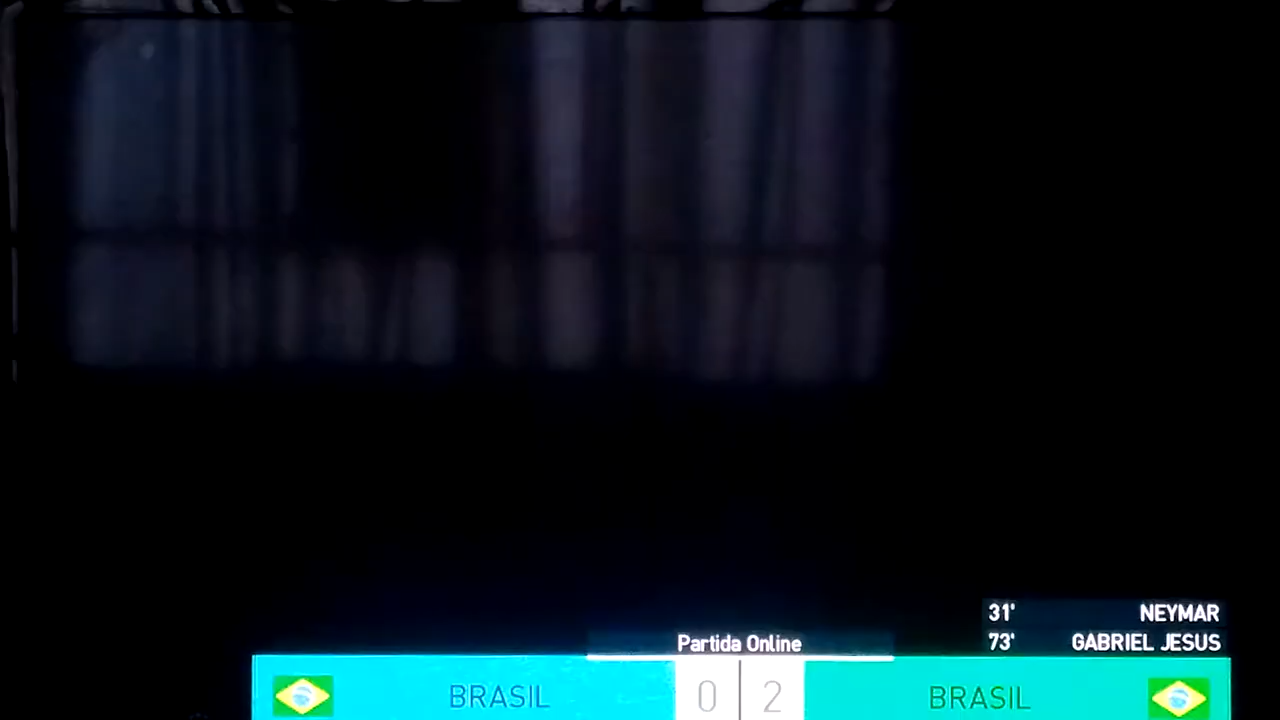 31' NEYMAR
73' GABRIEL JESUS
Partida Online
BRASIL 0 2 BRASIL